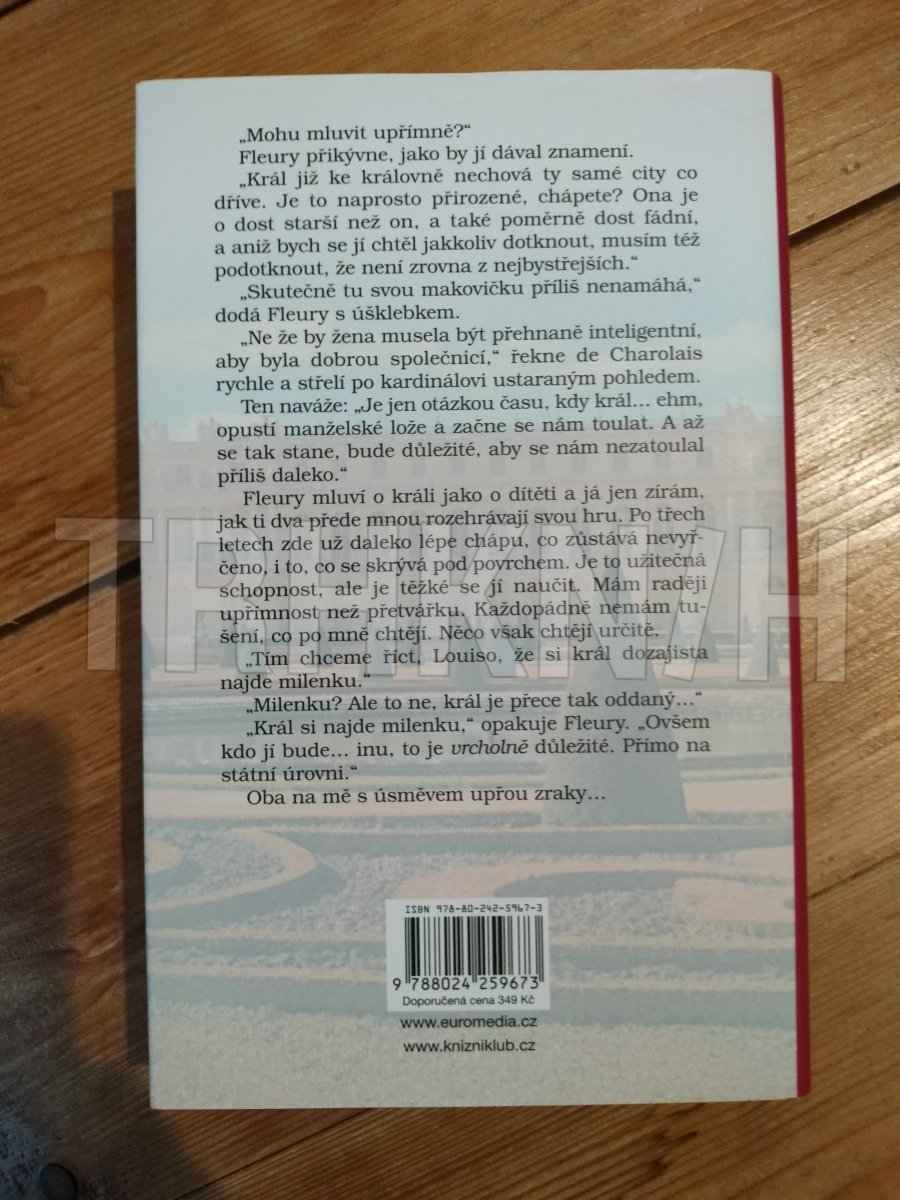 „Mohu mluvit upřímně?“
Fleury přikývne, jako by jí dával znamení.
„Král již ke královně nechová ty samé city co
dříve. Je to naprosto přirozené, chápete? Ona je
o dost starší než on, a také poměrně dost fádní,
a aniž bych se jí chtěl jakkoliv dotknout, musím též
podotknout, že není zrovna z nejbystřejších.“
„Skutečně tu svou makovičku příliš nenamáhá,“
dodá Fleury s úšklebkem.
„Ne že by žena musela být přehnaně inteligentní,
aby byla dobrou společnicí,“ řekne de Charolais
rychle a střelí po kardinálovi ustaraným pohledem.
Ten naváže: „Je jen otázkou času, kdy král... ehm,
opustí manželské lože a začne se nám toulat. A až
se tak stane, bude důležité, aby se nám nezatoulal
příliš daleko.“
Fleury mluví o králi jako o dítěti a já jen zírám,
jak ti dva přede mnou rozehrávají svou hru. Po třech
letech zde už daleko lépe chápu, co zůstává nevyř-
čeno, i to, co se skrývá pod povrchem. Je to užitečná
schopnost, ale je těžké se jí naučit. Mám raději
upřímnost než přetvářku. Každopádně nemám tu-
šení, co po mně chtějí. Něco však chtějí určitě.
„Tím chceme říct, Louiso, že si král dozajista
najde milenku.“
„Milenku? Ale to ne, král je přece tak oddaný...“
„Král si najde milenku,“ opakuje Fleury. „Ovšem
kdo jí bude... inu, to je vrcholně důležité. Přímo na
státní úrovni.“
Oba na mě s úsměvem upřou zraky...
ISBN 978-80-242-5967-3
9 788024 259673
Doporučená cena 349 Kč
www.euromedia.cz
www.knizniklub.cz